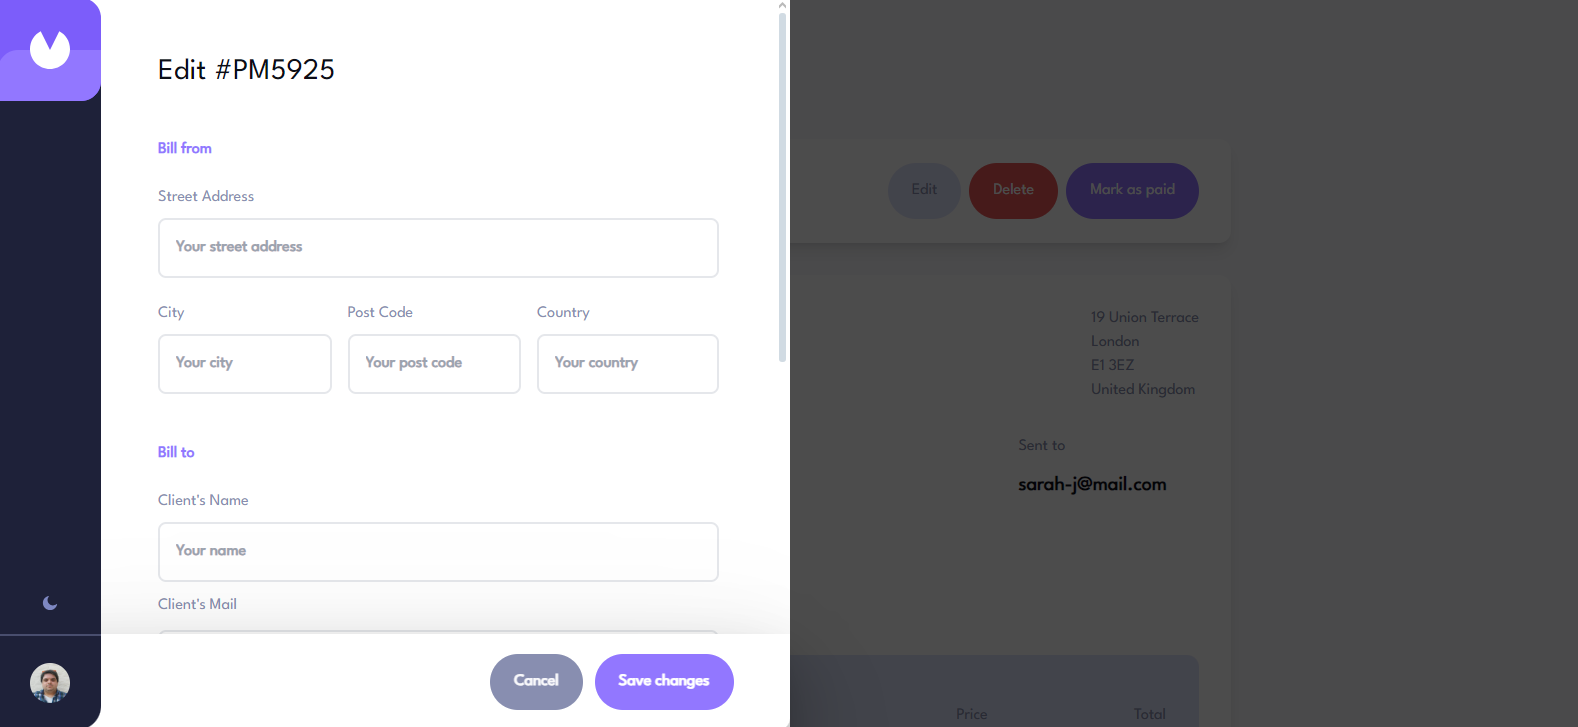 Edit #PM5925
Bill from
Street Address
Your street address
City Post Code Country
Your city Your post code Your country
Bill to
Client's Name
Your name
Client's Mail
Cancel Save changes
Edit Delete Mark as paid
19 Union Terrace
London
E1 3EZ
United Kingdom
Sent to
sarah-j@mail.com
Price Total